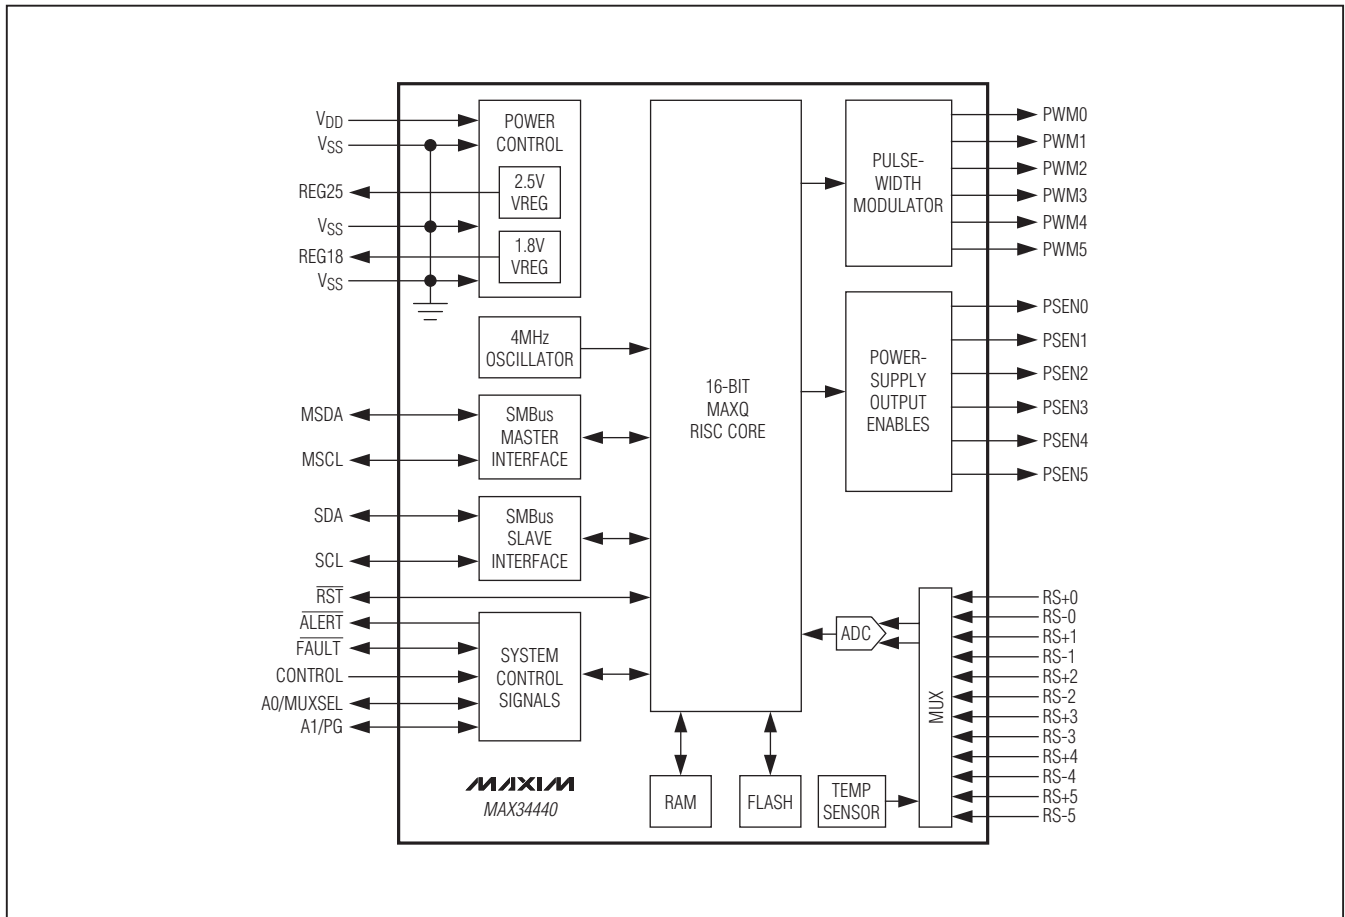 VDD
VSS
REG25
VSS
REG18
VSS
POWER
CONTROL
2.5V
VREG
1.8V
VREG
4MHz
OSCILLATOR
MSDA
MSCL
SMBus
MASTER
INTERFACE
SDA
SCL
SMBus
SLAVE
INTERFACE
RST
ALERT
FAULT
CONTROL
A0/MUXSEL
A1/PG
SYSTEM
CONTROL
SIGNALS
MAXIM
MAX34440
16-BIT
MAXQ
RISC CORE
RAM
FLASH
PULSE-
WIDTH
MODULATOR
PWM0
PWM1
PWM2
PWM3
PWM4
PWM5
POWER-
SUPPLY
OUTPUT
ENABLES
PSEN0
PSEN1
PSEN2
PSEN3
PSEN4
PSEN5
ADC
TEMP
SENSOR
MUX
RS+0
RS-0
RS+1
RS-1
RS+2
RS-2
RS+3
RS-3
RS+4
RS-4
RS+5
RS-5